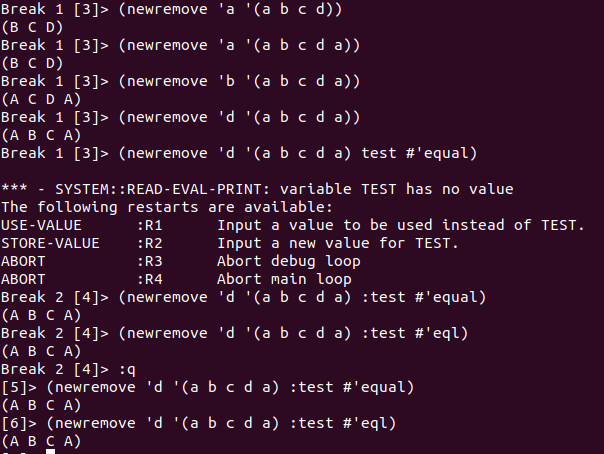 Break 1 [3]> (newremove 'a '(a b c d))
(B C D)
Break 1 [3]> (newremove 'a '(a b c d a))
(B C D)
Break 1 [3]> (newremove 'b '(a b c d a))
(A C D A)
Break 1 [3]> (newremove 'd '(a b c d a))
(A B C A)
Break 1 [3]> (newremove 'd '(a b c d a) test #'equal)
*** - SYSTEM::READ-EVAL-PRINT: variable TEST has no value
The following restarts are available:
USE-VALUE      :R1      Input a value to be used instead of TEST.
STORE-VALUE    :R2      Input a new value for TEST.
ABORT          :R3      Abort debug loop
ABORT          :R4      Abort main loop
Break 2 [4]> (newremove 'd '(a b c d a) :test #'equal)
(A B C A)
Break 2 [4]> (newremove 'd '(a b c d a) :test #'eql)
(A B C A)
Break 2 [4]> :q
[5]> (newremove 'd '(a b c d a) :test #'equal)
(A B C A)
[6]> (newremove 'd '(a b c d a) :test #'eql)
(A B C A)